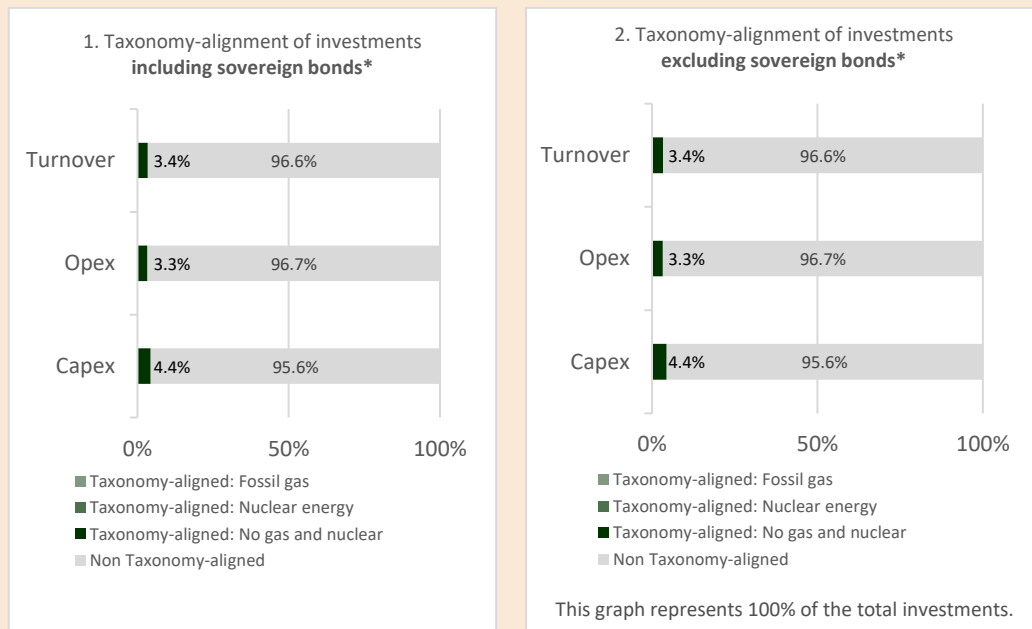 1. Taxonomy-alignment of investments
including sovereign bonds*
Turnover
3.4%
96.6%
Opex
3.3%
96.7%
Capex
4.4%
95.6%
0%
50%
100%
Taxonomy-aligned: Fossil gas
Taxonomy-aligned: Nuclear energy
Taxonomy-aligned: No gas and nuclear
Non Taxonomy-aligned
2. Taxonomy-alignment of investments
excluding sovereign bonds*
Turnover
3.4%
96.6%
Opex
3.3%
96.7%
Capex
4.4%
95.6%
0%
50%
100%
Taxonomy-aligned: Fossil gas
Taxonomy-aligned: Nuclear energy
Taxonomy-aligned: No gas and nuclear
Non Taxonomy-aligned
This graph represents 100% of the total investments.